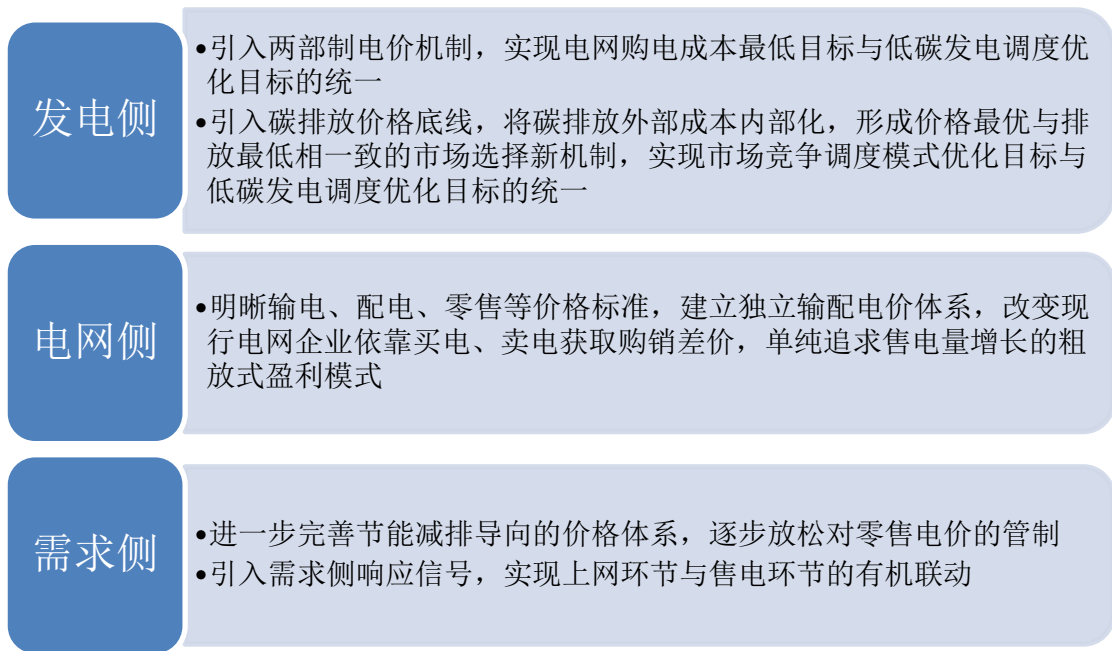 发电侧
•引入两部制电价机制，实现电网购电成本最低目标与低碳发电调度优
化目标的统一
•引入碳排放价格底线，将碳排放外部成本内部化，形成价格最优与排
放最低相一致的市场选择新机制，实现市场竞争调度模式优化目标与
低碳发电调度优化目标的统一
电网侧
•明晰输电、配电、零售等价格标准，建立独立输配电价体系，改变现
行电网企业依靠买电、卖电获取购销差价，单纯追求售电量增长的粗
放式盈利模式
需求侧
•进一步完善节能减排导向的价格体系，逐步放松对零售电价的管制
•引入需求侧响应信号，实现上网环节与售电环节的有机联动